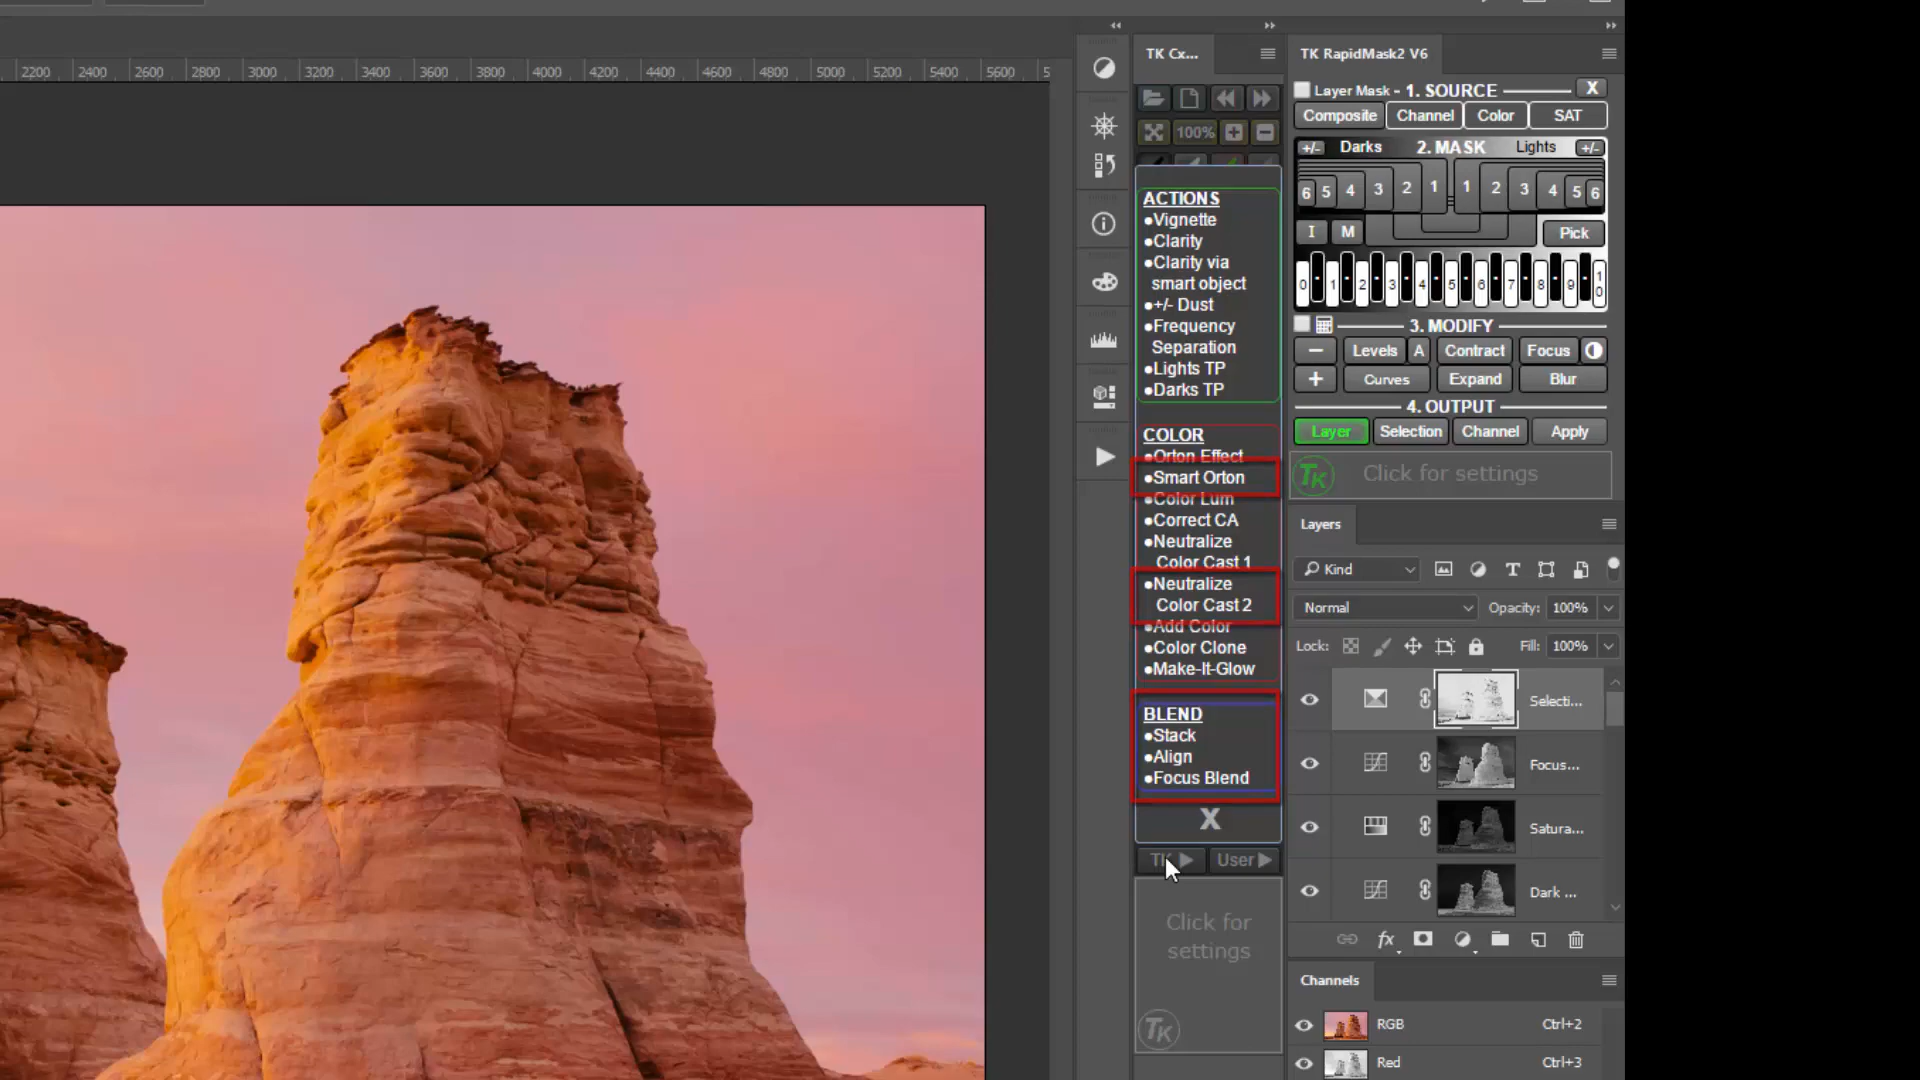 2200 2400 2600 2800 3000 3200 3400 3600 3800 4000 4200 4400 4600 4800 5000 5200 5400 5600 5
TK Cx...
100%
ACTIONS
●Vignette
●Clarity
●Clarity via
smart object
●+/- Dust
●Frequency
Separation
●Lights TP
●Darks TP
COLOR
●Orton Effect
●Smart Orton
●Color Lum
●Correct CA
●Neutralize
Color Cast 1
●Neutralize
Color Cast 2
●Add Color
●Color Clone
●Make-It-Glow
BLEND
●Stack
●Align
●Focus Blend
X
TK User
Click for
settings
TK
TK RapidMask2 V6
Layer Mask - 1. SOURCE X
Composite Channel Color SAT
+/- Darks 2. MASK Lights +/-
6 5 4 3 2 1 1 2 3 4 5 6
I M Pick
0 1 2 3 4 5 6 7 8 9 10
3. MODIFY
− Levels A Contract Focus
+ Curves Expand Blur
4. OUTPUT
Layer Selection Channel Apply
TK Click for settings
Layers
Kind
Normal Opacity: 100%
Lock: Fill: 100%
Selecti...
Focus...
Satura...
Dark ...
fx
Channels
RGB Ctrl+2
Red Ctrl+3